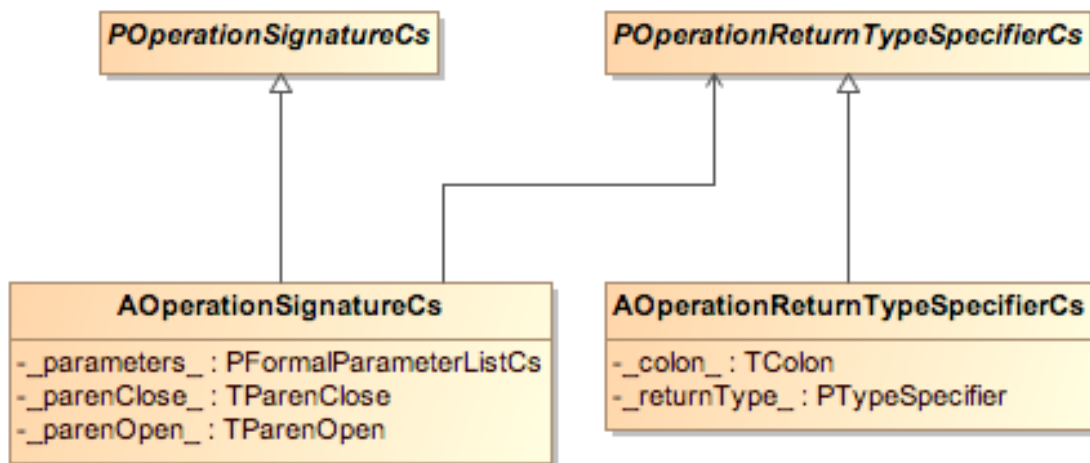 POperationSignatureCs
POperationReturnTypeSpecifierCs
AOperationSignatureCs
-_parameters_ : PFormalParameterListCs
-_parenClose_ : TParenClose
-_parenOpen_ : TParenOpen
AOperationReturnTypeSpecifierCs
-_colon_ : TColon
-_returnType_ : PTypeSpecifier